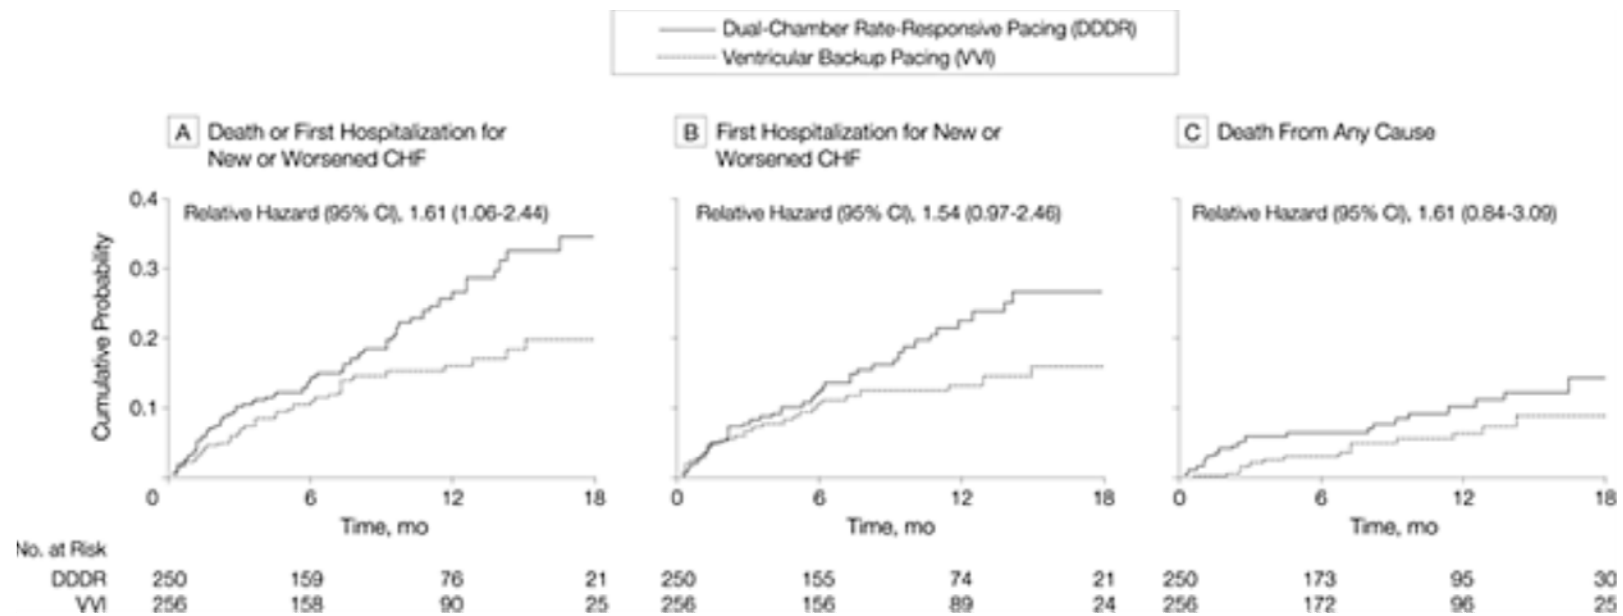 Dual-Chamber Rate-Responsive Pacing (DDDR)
Ventricular Backup Pacing (VVI)
A Death or First Hospitalization for
New or Worsened CHF
B First Hospitalization for New or
Worsened CHF
C Death From Any Cause
Relative Hazard (95% CI), 1.61 (1.06-2.44)
Relative Hazard (95% CI), 1.54 (0.97-2.46)
Relative Hazard (95% CI), 1.61 (0.84-3.09)
Cumulative Probability
0.4
0.3
0.2
0.1
0 6 12 18
0 6 12 18
0 6 12 18
Time, mo
Time, mo
Time, mo
No. at Risk
DDDR 250 159 76 21 250 155 74 21 250 173 95 30
VVI 256 158 90 25 256 156 89 24 256 172 96 25